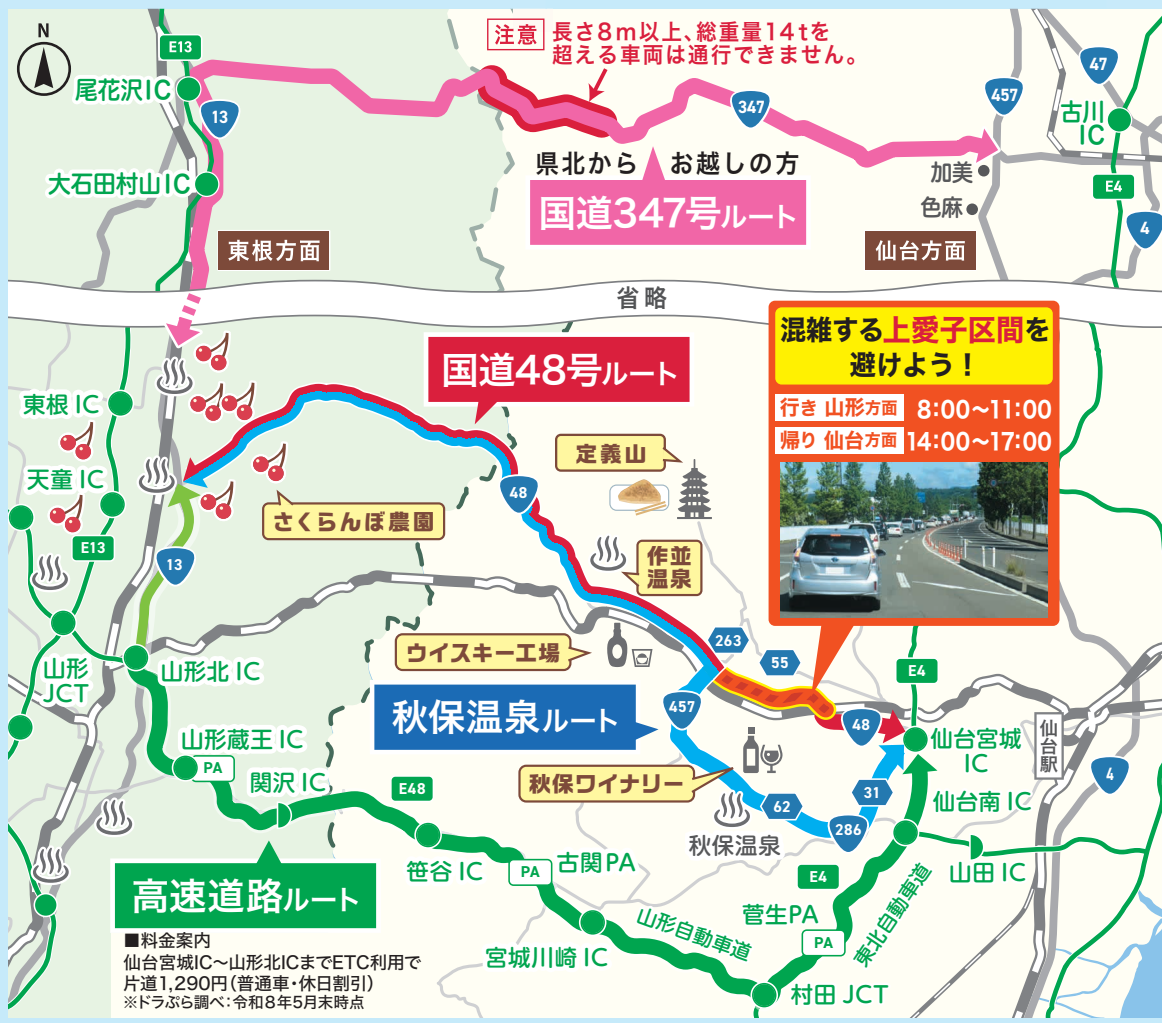 N
E13
尾花沢IC
13
大石田村山IC
東根方面
注意
長さ8m以上、総重量14tを
超える車両は通行できません。
347
457
47
古川
IC
県北から お越しの方
国道347号ルート
加美
色麻
E4
4
仙台方面
省略
国道48号ルート
混雑する上愛子区間を
避けよう！
行き 山形方面 8:00〜11:00
帰り 仙台方面 14:00〜17:00
東根 IC
天童 IC
E13
13
さくらんぼ農園
48
定義山
作並
温泉
ウイスキー工場
263
55
457
48
E4
仙台宮城
IC
仙台駅
4
山形
JCT
山形北 IC
秋保温泉ルート
秋保ワイナリー
62
31
286
秋保温泉
仙台南 IC
山形蔵王 IC
PA
関沢 IC
E48
笹谷 IC
PA
古関PA
山田 IC
E4
菅生PA
PA
東北自動車道
山形自動車道
宮城川崎 IC
村田 JCT
高速道路ルート
■料金案内
仙台宮城IC〜山形北ICまでETC利用で
片道1,290円(普通車・休日割引)
※ドラぷら調べ:令和8年5月末時点